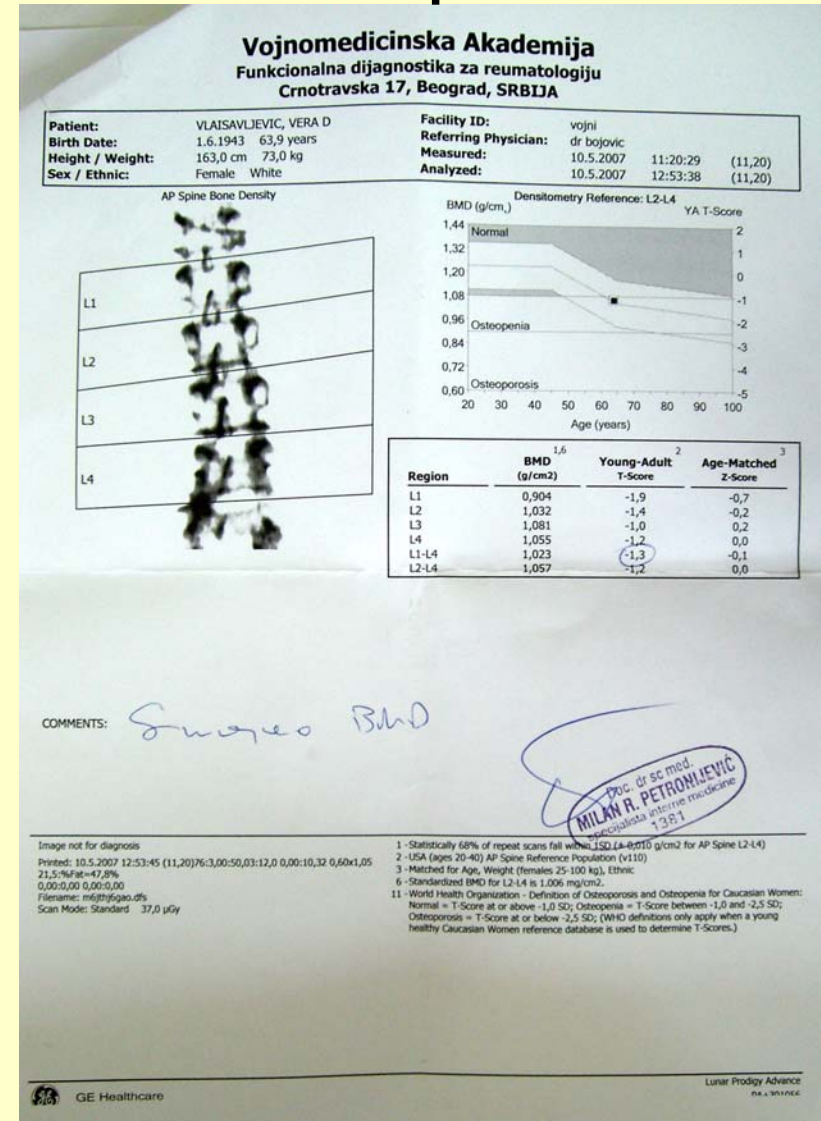 Vojnomedicinska Akademija
Funkcionalna dijagnostika za reumatologiju
Crnotravska 17, Beograd, SRBIJA
Patient: VLAISAVLJEVIC, VERA D
Birth Date: 1.6.1943 63,9 years
Height / Weight: 163,0 cm 73,0 kg
Sex / Ethnic: Female White
Facility ID: vojni
Referring Physician: dr bojovic
Measured: 10.5.2007 11:20:29 (11,20)
Analyzed: 10.5.2007 12:53:38 (11,20)
AP Spine Bone Density
L1
L2
L3
L4
Densitometry Reference: L2-L4
BMD (g/cm,) YA T-Score
1,44 Normal 2
1,32 1
1,20 0
1,08 -1
0,96 Osteopenia -2
0,84 -3
0,72 -4
0,60 Osteoporosis -5
20 30 40 50 60 70 80 90 100
Age (years)
1,6 2 3
BMD Young-Adult Age-Matched
Region (g/cm2) T-Score Z-Score
L1 0,904 -1,9 -0,7
L2 1,032 -1,4 -0,2
L3 1,081 -1,0 0,2
L4 1,055 -1,2 0,0
L1-L4 1,023 -1,3 -0,1
L2-L4 1,057 -1,2 0,0
COMMENTS: BMD
Doc. dr sc med.
MILAN R. PETRONIJEVIĆ
specijalista interne medicine
1381
Image not for diagnosis
Printed: 10.5.2007 12:53:45 (11,20)76:3,00:50,03:12,0 0,00:10,32 0,60x1,05
21,5:%Fat=47,8%
0,00:0,00 0,00:0,00
Filename: m6jthj6gao.dfs
Scan Mode: Standard 37,0 µGy
1 -Statistically 68% of repeat scans fall within 1SD (± 0,010 g/cm2 for AP Spine L2-L4)
2 -USA (ages 20-40) AP Spine Reference Population (v110)
3 -Matched for Age, Weight (females 25-100 kg), Ethnic
6 -Standardized BMD for L2-L4 is 1.006 mg/cm2.
11 -World Health Organization - Definition of Osteoporosis and Osteopenia for Caucasian Women:
Normal = T-Score at or above -1,0 SD; Osteopenia = T-Score between -1,0 and -2,5 SD;
Osteoporosis = T-Score at or below -2,5 SD; (WHO definitions only apply when a young
healthy Caucasian Women reference database is used to determine T-Scores.)
GE Healthcare
Lunar Prodigy Advance